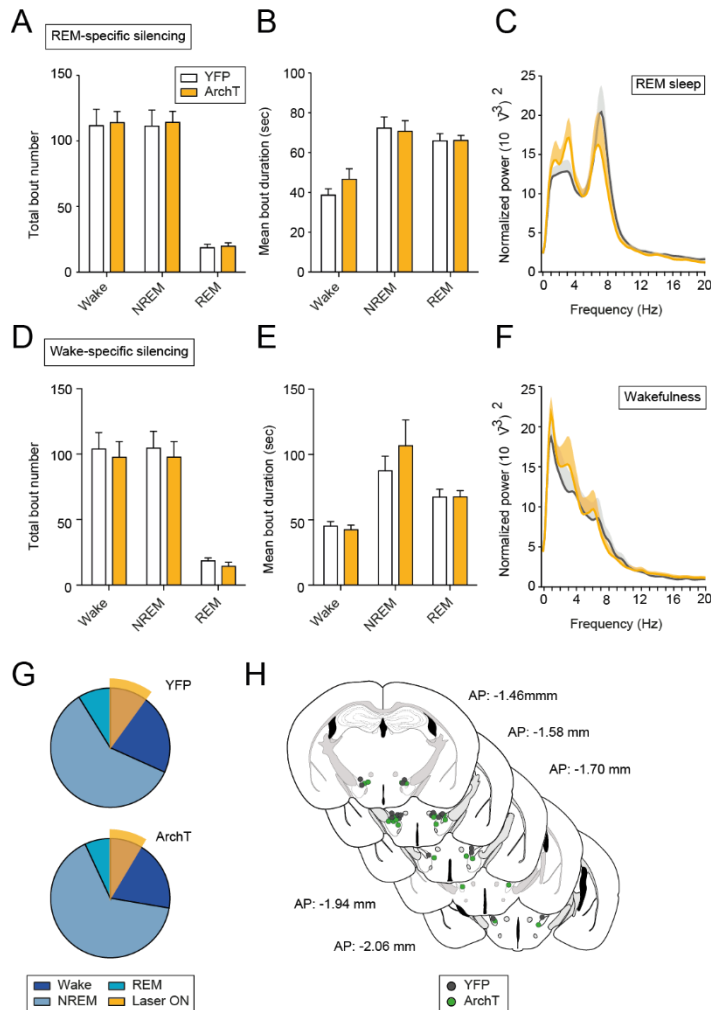 A
REM-specific silencing
YFP
ArchT
Total bout number
150
100
50
0
Wake
NREM
REM
B
Mean bout duration (sec)
100
80
60
40
20
0
Wake
NREM
REM
C
REM sleep
Normalized power (10 V-3) 2
25
20
15
10
5
0
0 4 8 12 16 20
Frequency (Hz)
D
Wake-specific silencing
Total bout number
150
100
50
0
Wake
NREM
REM
E
Mean bout duration (sec)
150
100
50
0
Wake
NREM
REM
F
Wakefulness
Normalized power (10 V-3) 2
25
20
15
10
5
0
0 4 8 12 16 20
Frequency (Hz)
G
YFP
ArchT
Wake
REM
NREM
Laser ON
H
AP: -1.46mmm
AP: -1.58 mm
AP: -1.70 mm
AP: -1.94 mm
AP: -2.06 mm
YFP
ArchT